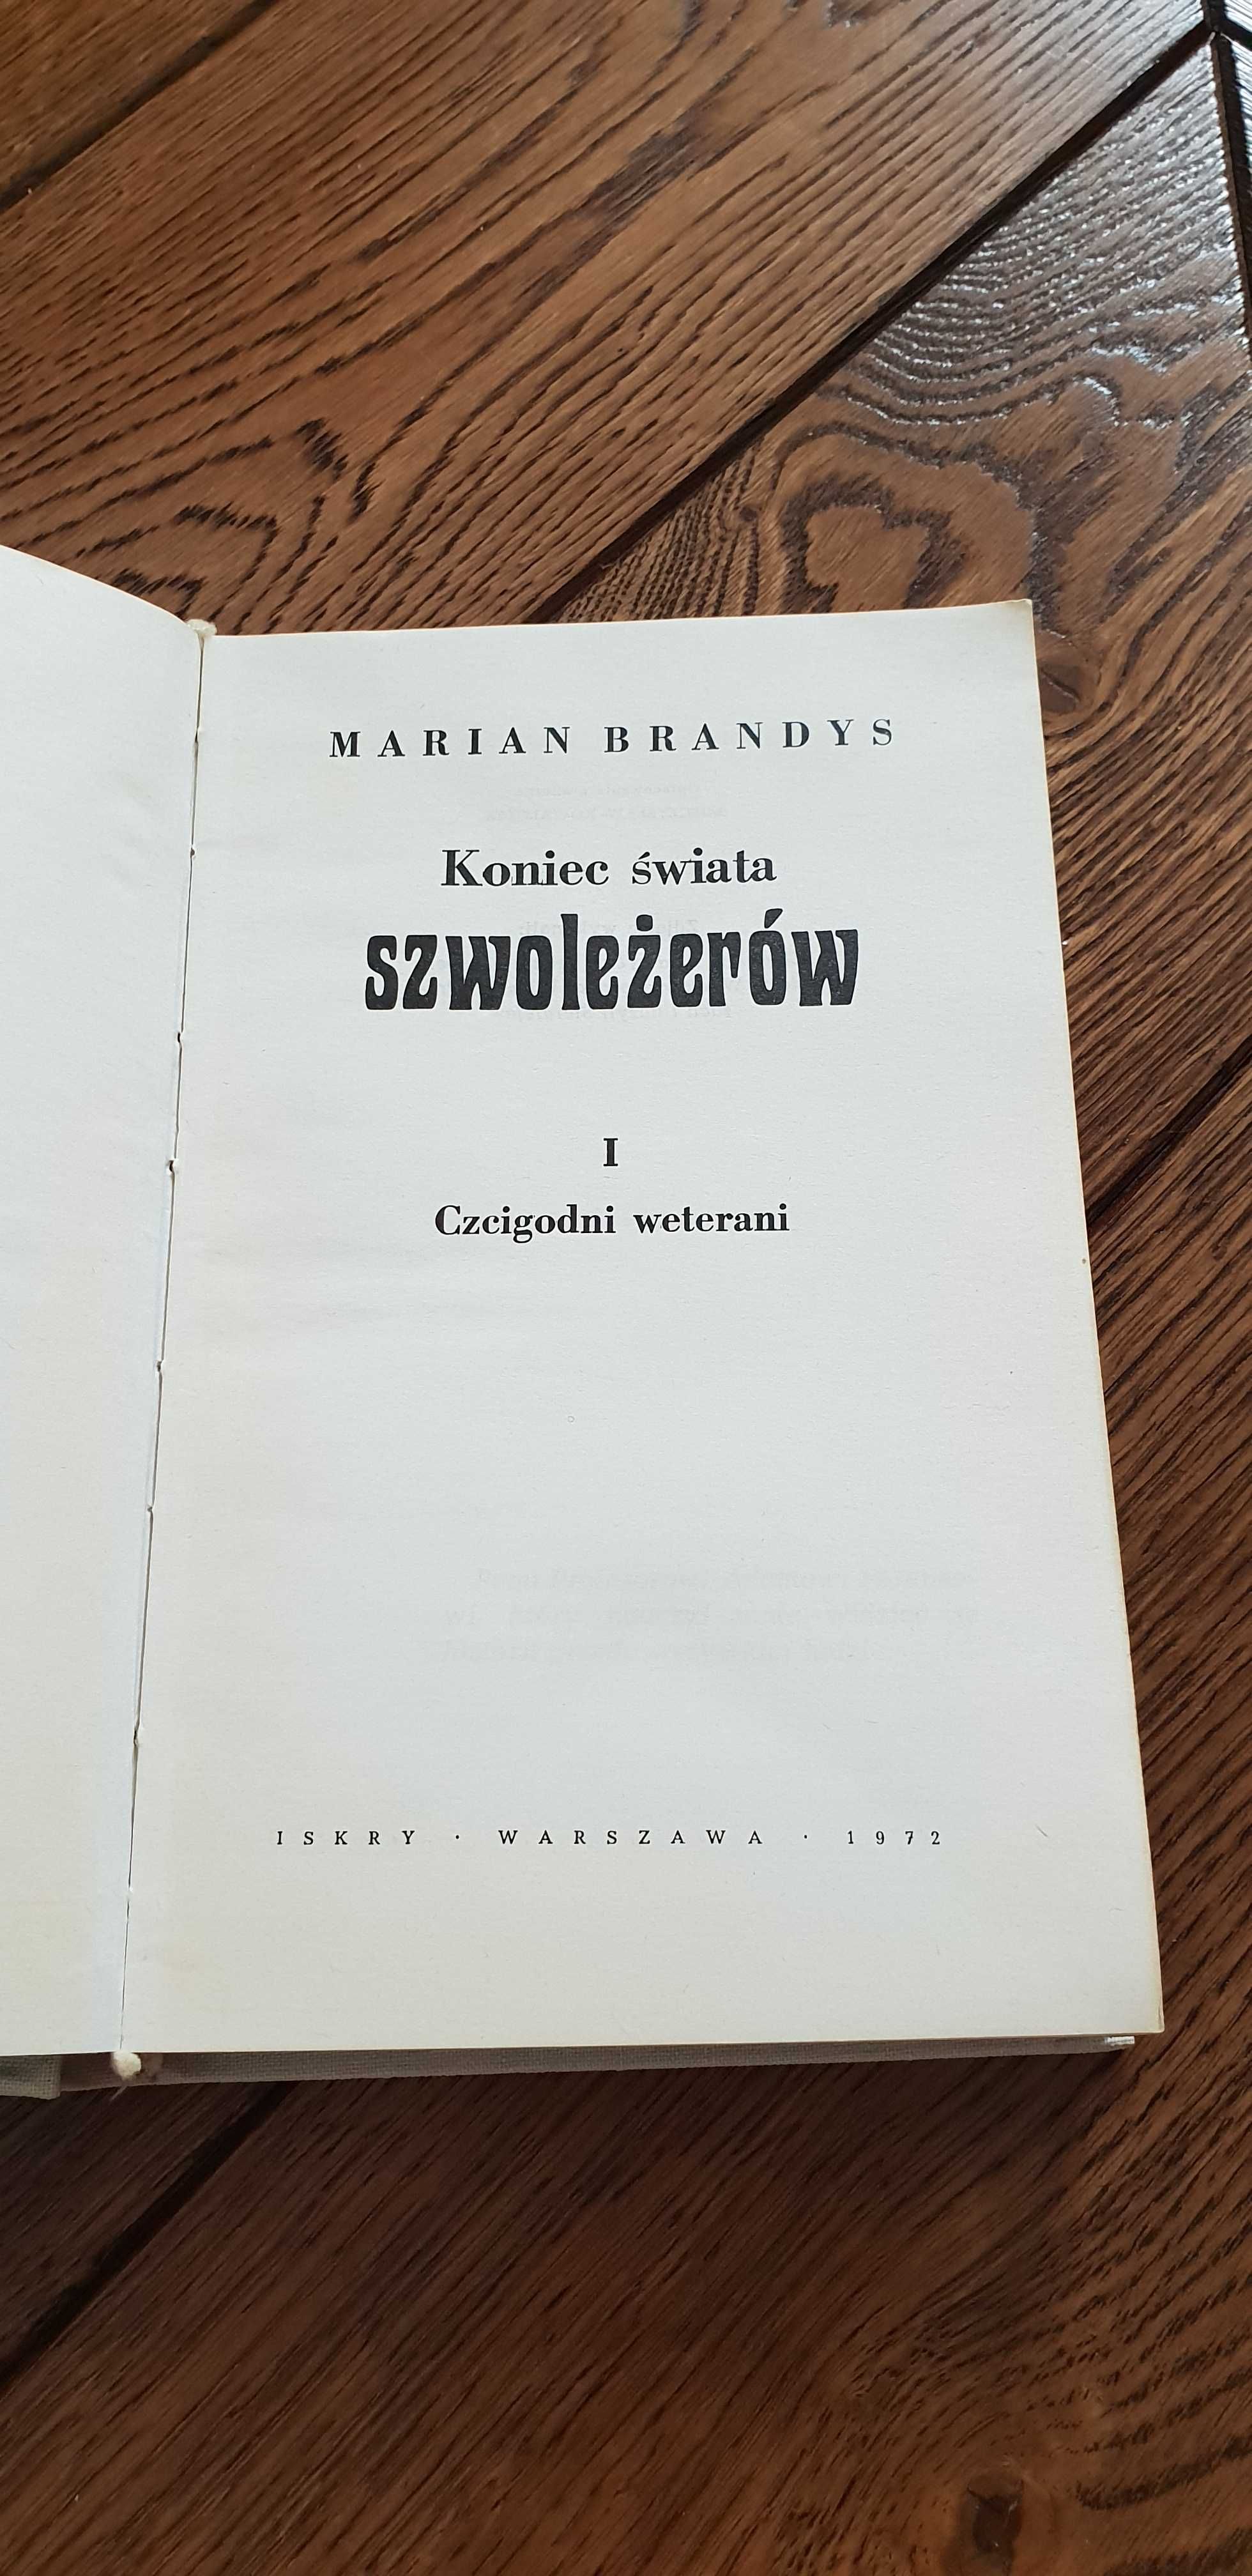 MARIAN BRANDYS
Koniec świata
szwoleżerów
I
Czcigodni weterani
ISKRY · WARSZAWA · 1972